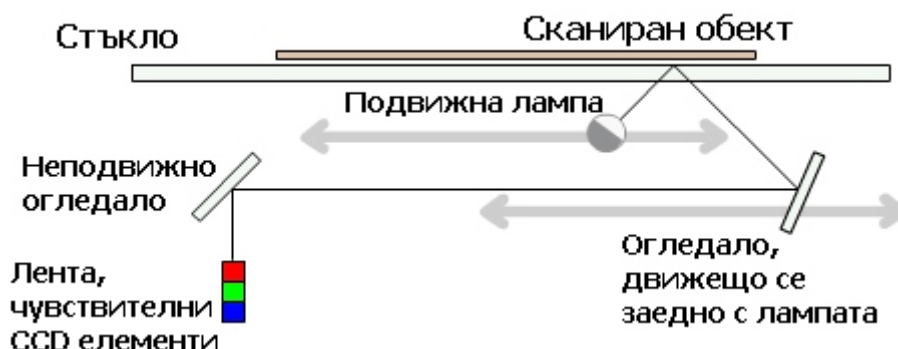 Стъкло
Сканиран обект
Подвижна лампа
Неподвижно
огледало
Огледало,
движещо се
заедно с лампата
Лента,
чувствителни
CCD елементи